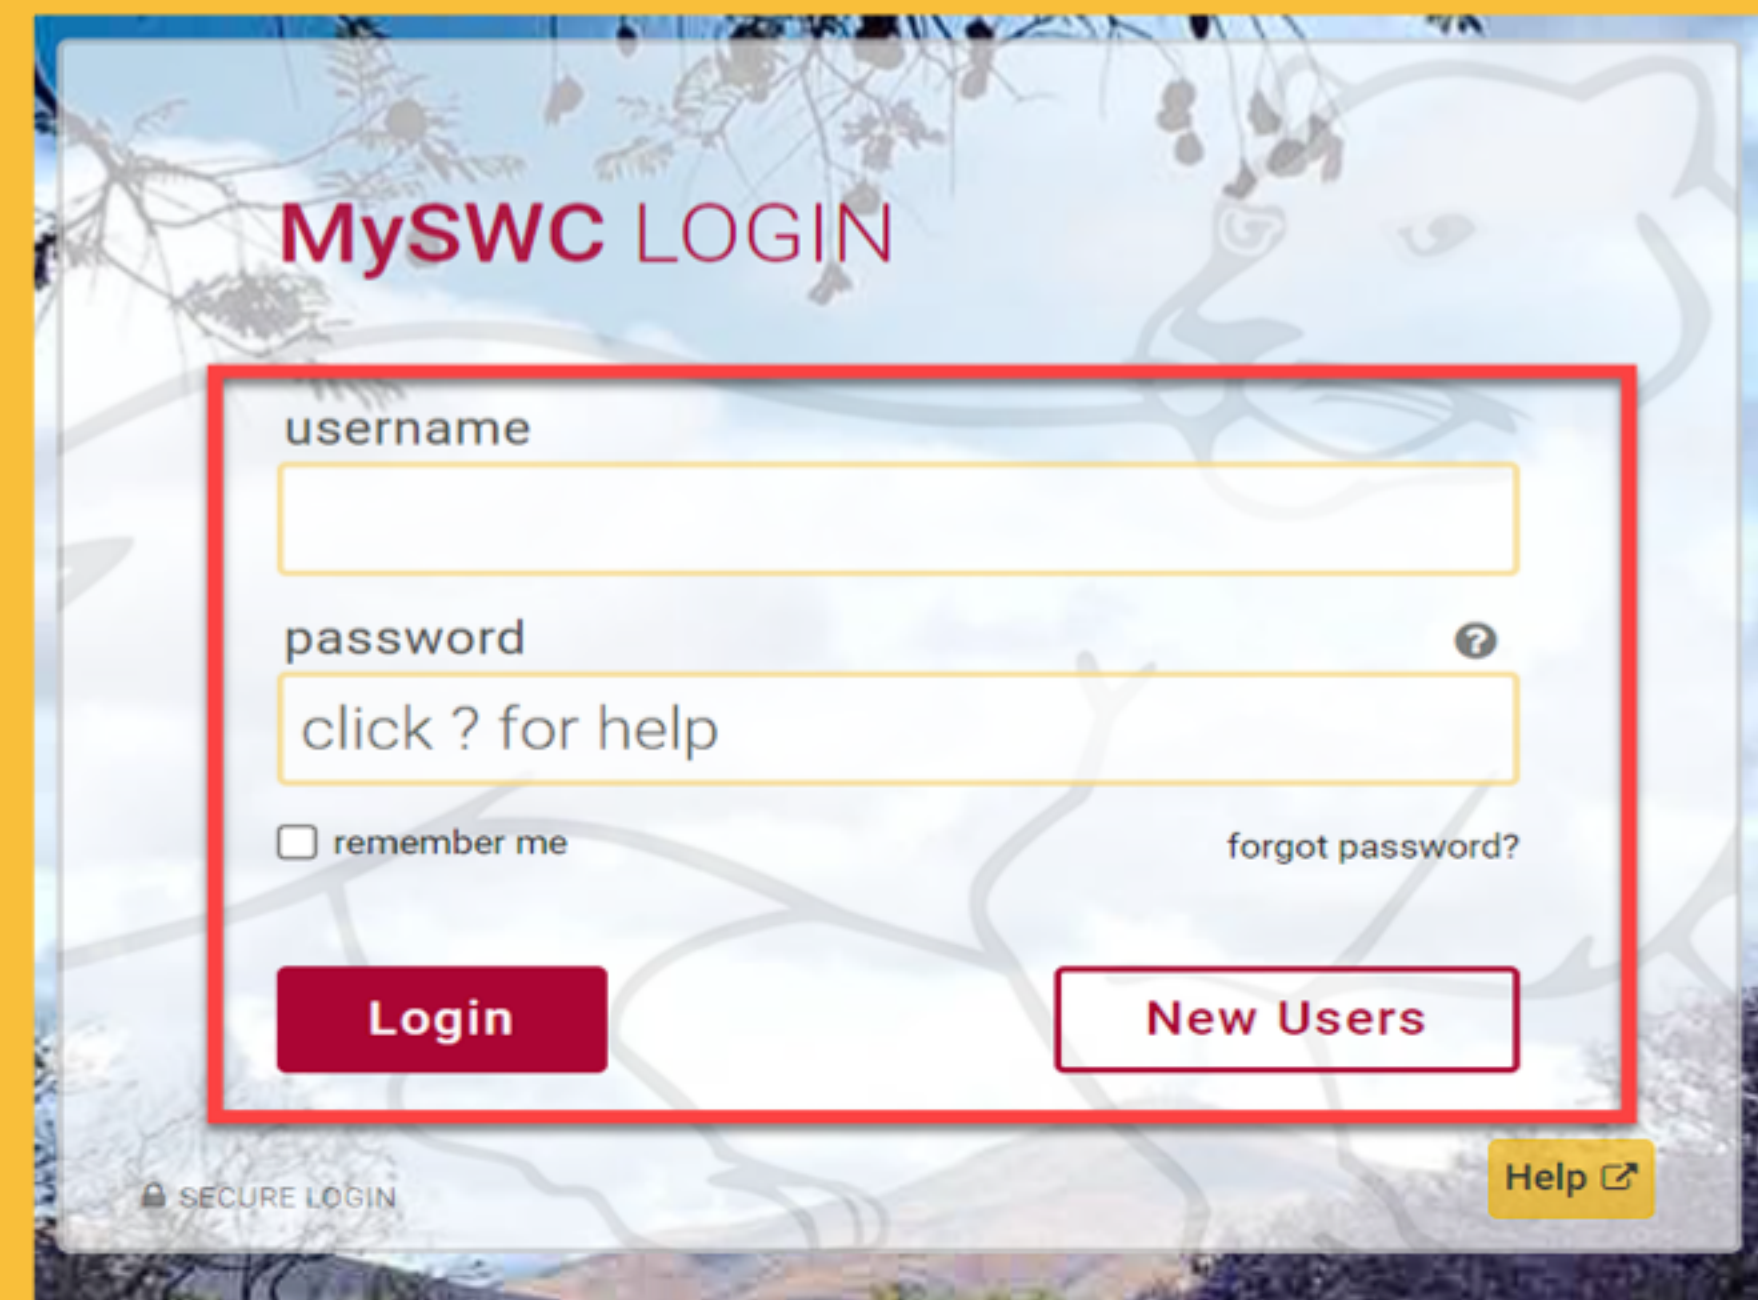 MySWC LOGIN
username
password
click ? for help
remember me
forgot password?
Login
New Users
SECURE LOGIN
Help